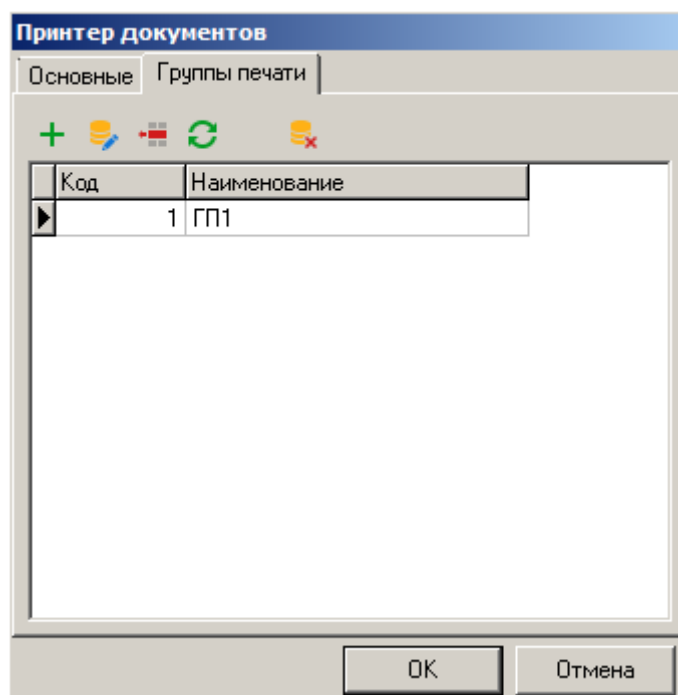 Принтер документов
Основные Группы печати
Код Наименование
1 ГП1
OK Отмена